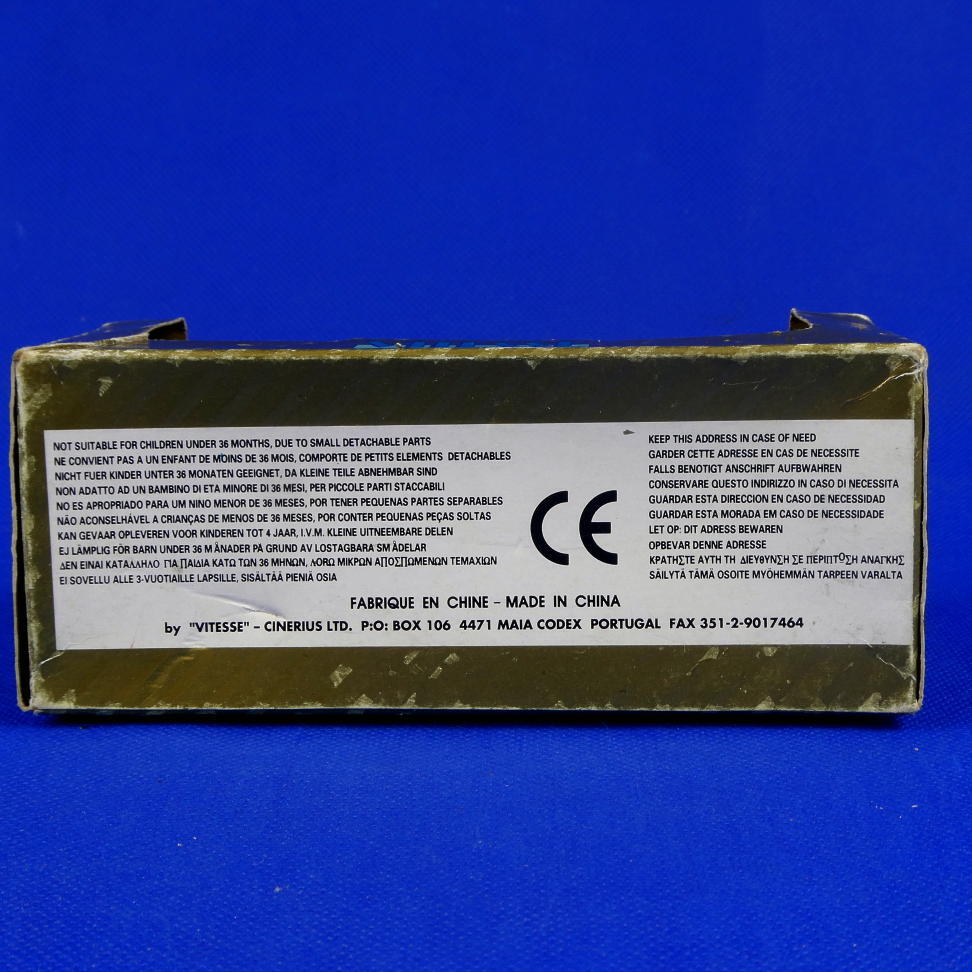 NOT SUITABLE FOR CHILDREN UNDER 36 MONTHS, DUE TO SMALL DETACHABLE PARTS
NE CONVIENT PAS A UN ENFANT DE MOINS DE 36 MOIS, COMPORTE DE PETITS ELEMENTS DETACHABLES
NICHT FUER KINDER UNTER 36 MONATEN GEEIGNET, DA KLEINE TEILE ABNEHMBAR SIND
NON ADATTO AD UN BAMBINO DI ETA MINORE DI 36 MESI, PER PICCOLE PARTI STACCABILI
NO ES APROPRIADO PARA UM NINO MENOR DE 36 MESES, POR TENER PEQUENAS PARTES SEPARABLES
NÃO ACONSELHÁVEL A CRIANÇAS DE MENOS DE 36 MESES, POR CONTER PEQUENAS PEÇAS SOLTAS
KAN GEVAAR OPLEVEREN VOOR KINDEREN TOT 4 JAAR, I.V.M. KLEINE UITNEEMBARE DELEN
EJ LÄMPLIG FÖR BARN UNDER 36 MÅNADER PÅ GRUND AV LOSTAGBARA SMÅDELAR
ΔΕΝ ΕΙΝΑΙ ΚΑΤΑΛΛΗΛΟ ΓΙΑ ΠΑΙΔΙΑ ΚΑΤΩ ΤΩΝ 36 ΜΗΝΩΝ, ΛΟΓΩ ΜΙΚΡΩΝ ΑΠΟΣΠΩΜΕΝΩΝ ΤΕΜΑΧΙΩΝ
EI SOVELLU ALLE 3-VUOTIAILLE LAPSILLE, SISÄLTÄÄ PIENIÄ OSIA
CE
KEEP THIS ADDRESS IN CASE OF NEED
GARDER CETTE ADRESSE EN CAS DE NECESSITE
FALLS BENOTIGT ANSCHRIFT AUFBWAHREN
CONSERVARE QUESTO INDIRIZZO IN CASO DI NECESSITA
GUARDAR ESTA DIRECCION EN CASO DE NECESSIDAD
GUARDAR ESTA MORADA EM CASO DE NECESSIDADE
LET OP: DIT ADRESS BEWAREN
OPBEVAR DENNE ADRESSE
ΚΡΑΤΗΣΤΕ ΑΥΤΗ ΤΗ ΔΙΕΥΘΥΝΣΗ ΣΕ ΠΕΡΙΠΤΩΣΗ ΑΝΑΓΚΗΣ
SÄILYTÄ TÄMÄ OSOITE MYÖHEMMÄN TARPEEN VARALTA
FABRIQUE EN CHINE – MADE IN CHINA
by "VITESSE" – CINERIUS LTD. P:O: BOX 106 4471 MAIA CODEX PORTUGAL FAX 351-2-9017464